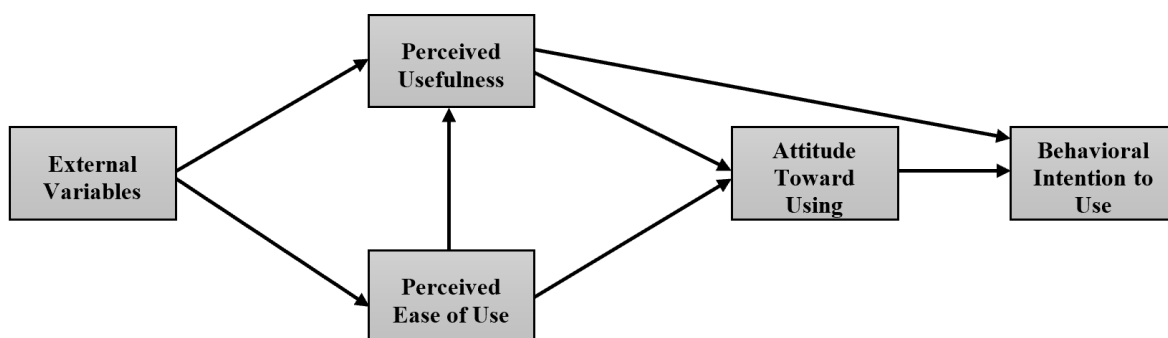 Perceived
Usefulness
External
Variables
Attitude
Toward
Using
Behavioral
Intention to
Use
Perceived
Ease of Use